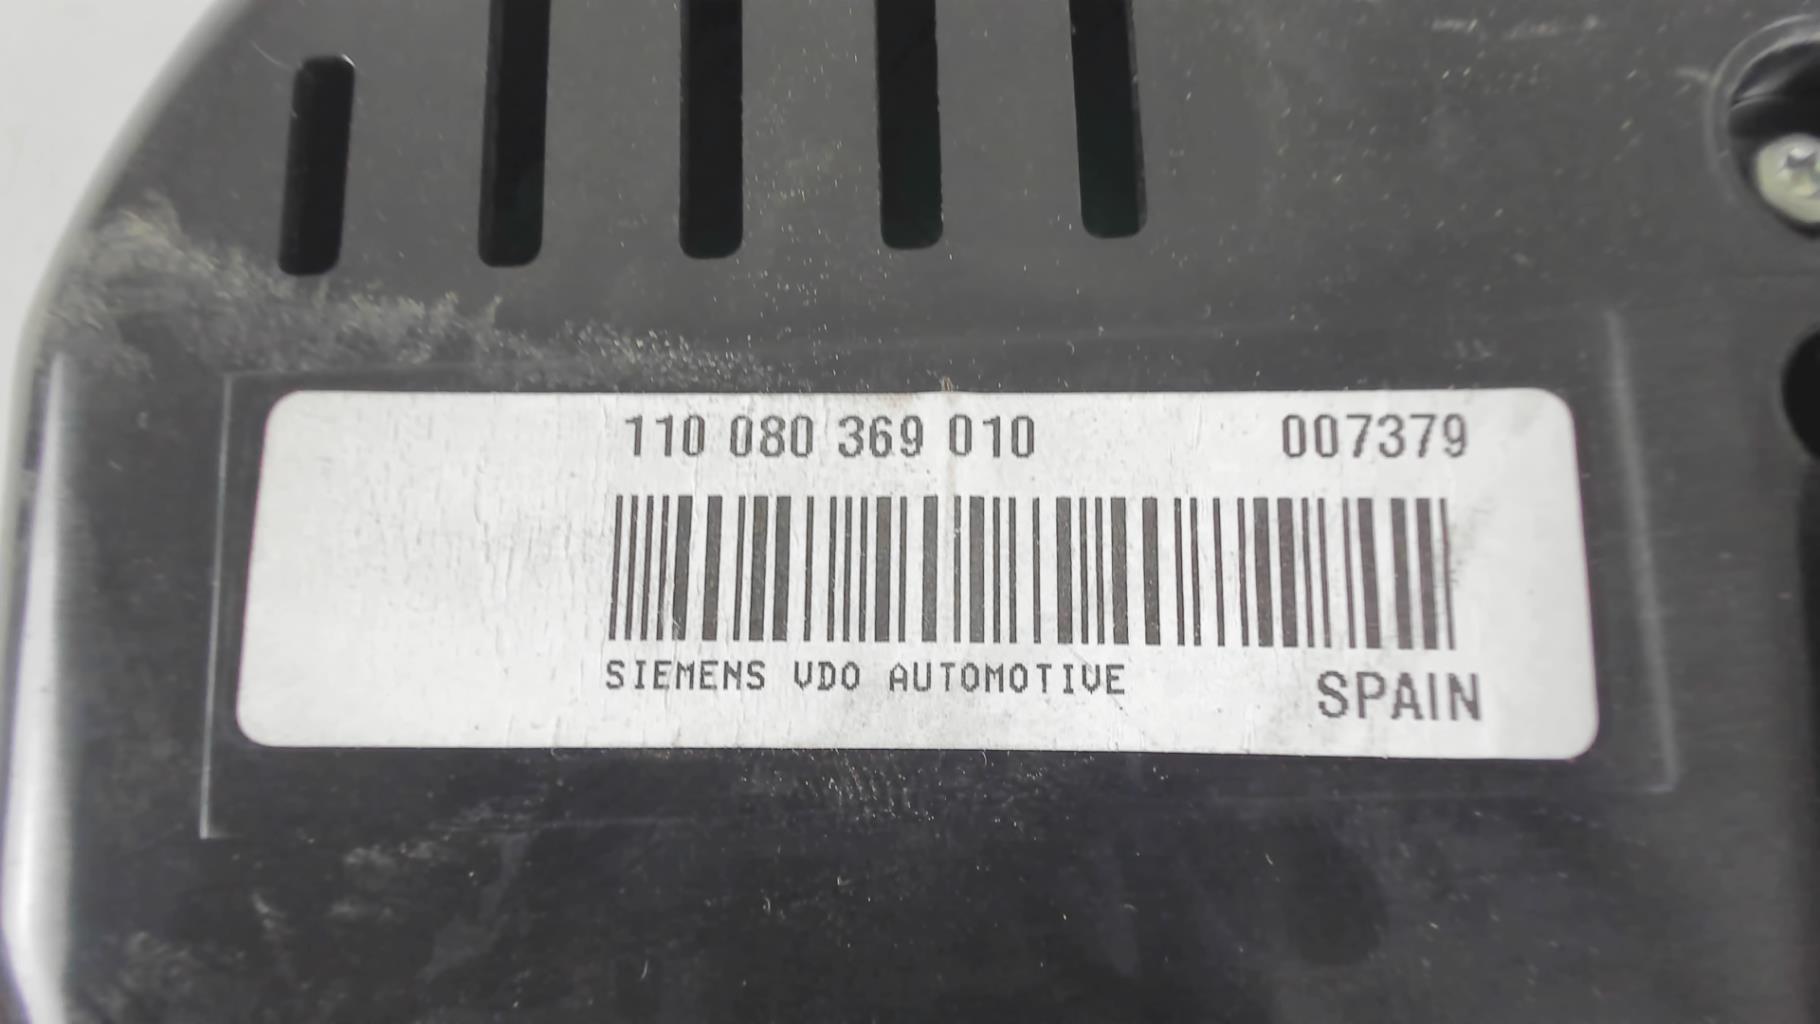 110 080 369 010 007379
SIEMENS VDO AUTOMOTIVE
SPAIN